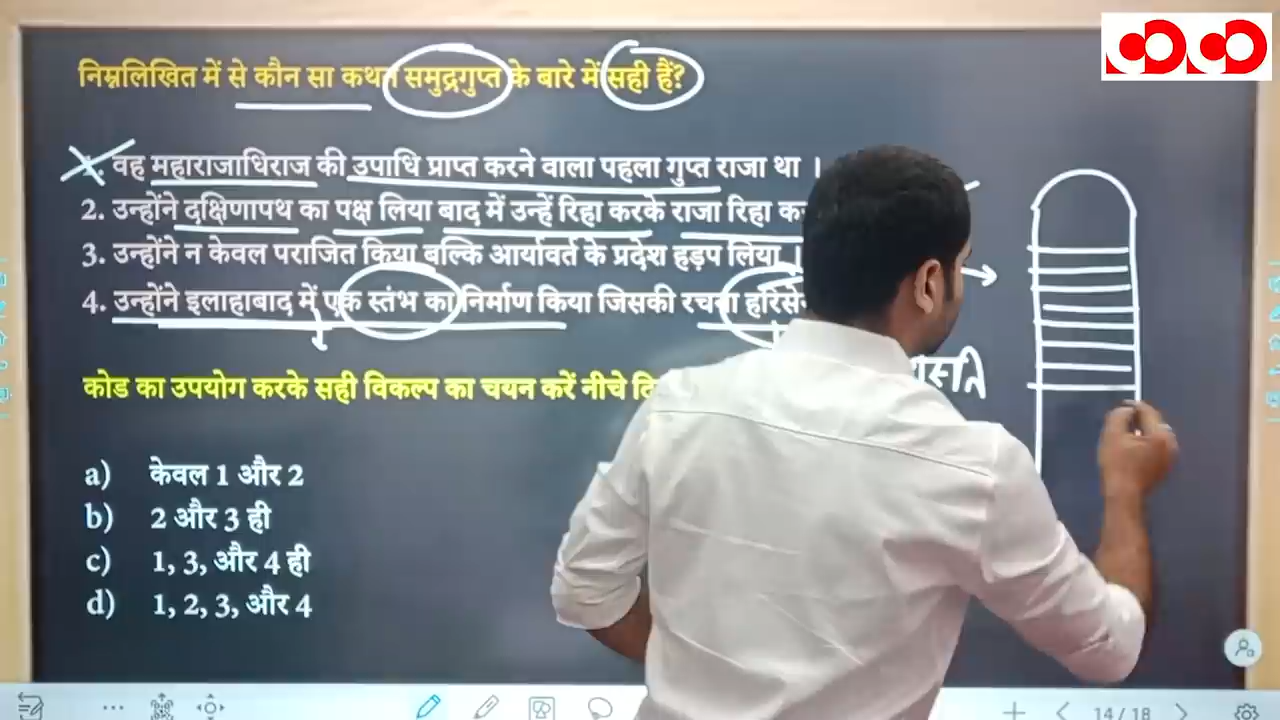 निम्नलिखित में से कौन सा कथन समुद्रगुप्त के बारे में सही हैं?
1. वह महाराजाधिराज की उपाधि प्राप्त करने वाला पहला गुप्त राजा था ।
2. उन्होंने दक्षिणापथ का पक्ष लिया बाद में उन्हें रिहा करके राजा रिहा
3. उन्होंने न केवल पराजित किया बल्कि आर्यावर्त के प्रदेश हड़प लिया ।
4. उन्होंने इलाहाबाद में एक स्तंभ का निर्माण किया जिसकी रचना
कोड का उपयोग करके सही विकल्प का चयन करें नीचे
a) केवल 1 और 2
b) 2 और 3 ही
c) 1, 3, और 4 ही
d) 1, 2, 3, और 4
14/18